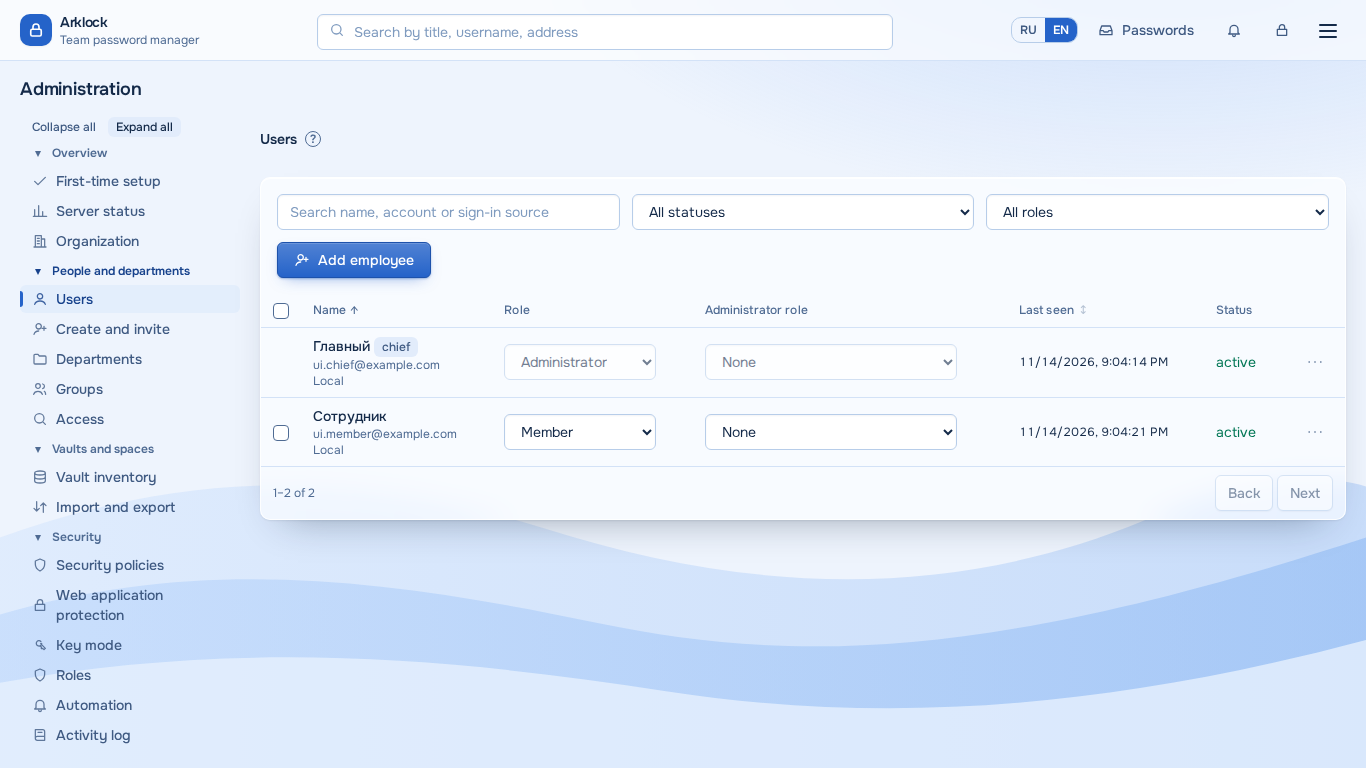 Arklock
Team password manager
Search by title, username, address
RU EN
Passwords
Administration
Collapse all Expand all
Overview
First-time setup
Server status
Organization
People and departments
Users
Create and invite
Departments
Groups
Access
Vaults and spaces
Vault inventory
Import and export
Security
Security policies
Web application
protection
Key mode
Roles
Automation
Activity log
Users ?
Search name, account or sign-in source
All statuses
All roles
Add employee
Name ↑ Role Administrator role Last seen ↕ Status
Главный chief
ui.chief@example.com
Local
Administrator None 11/14/2026, 9:04:14 PM active ···
Сотрудник
ui.member@example.com
Local
Member None 11/14/2026, 9:04:21 PM active ···
1–2 of 2 Back Next